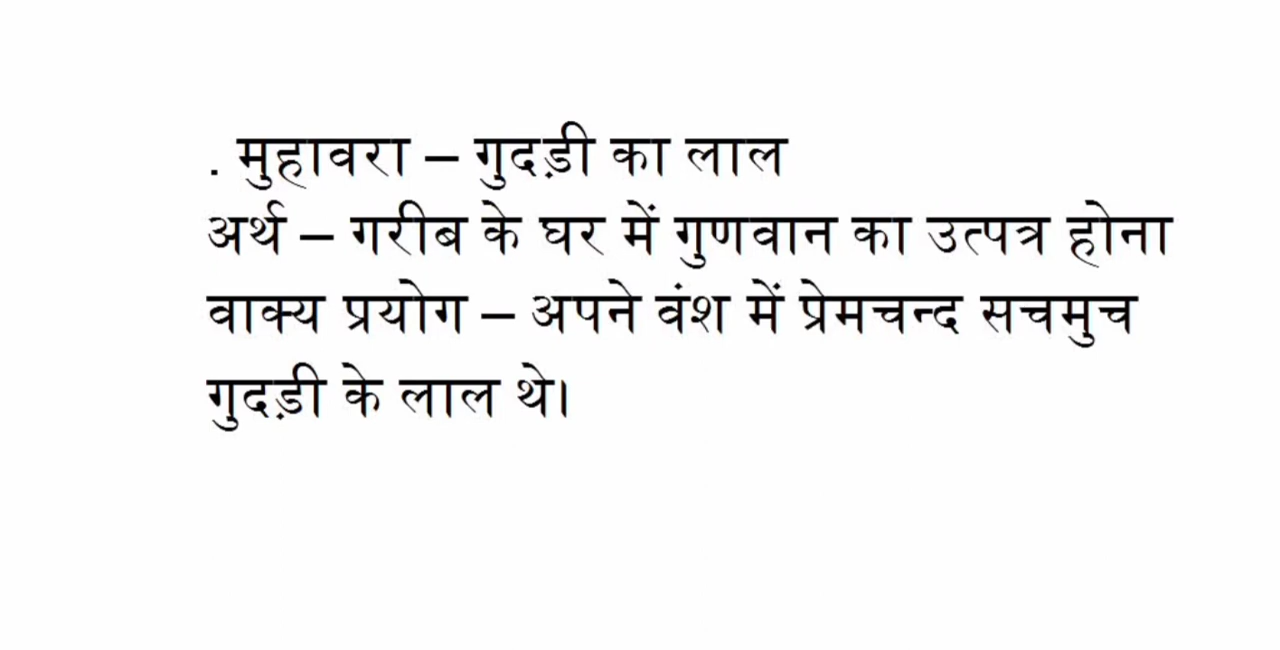 . मुहावरा – गुदड़ी का लाल
अर्थ – गरीब के घर में गुणवान का उत्पत्र होना
वाक्य प्रयोग – अपने वंश में प्रेमचन्द सचमुच
गुदड़ी के लाल थे।